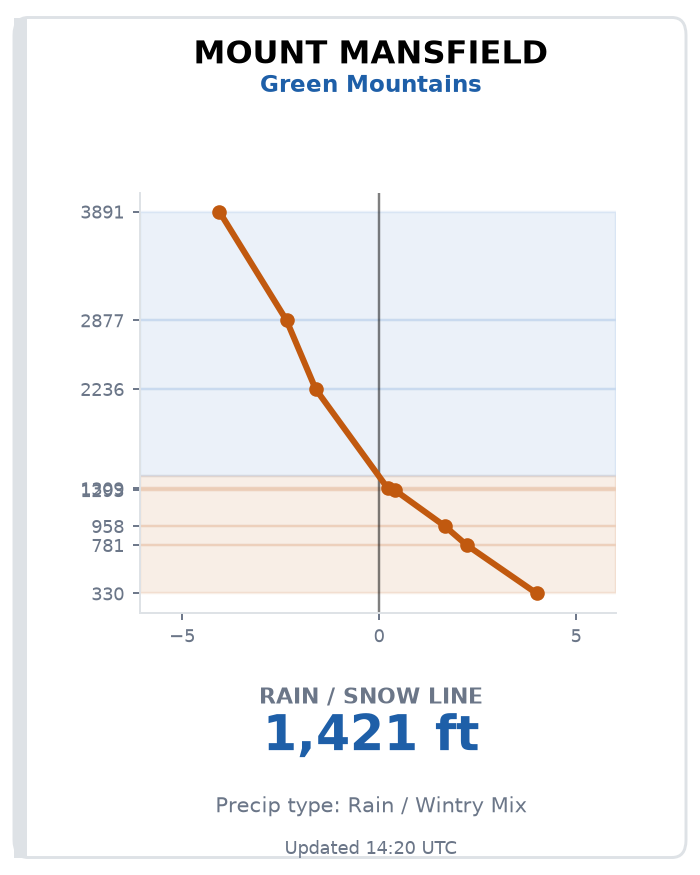 MOUNT MANSFIELD
Green Mountains
3891
2877
2236
958
781
330
−5 0 5
RAIN / SNOW LINE
1,421 ft
Precip type: Rain / Wintry Mix
Updated 14:20 UTC